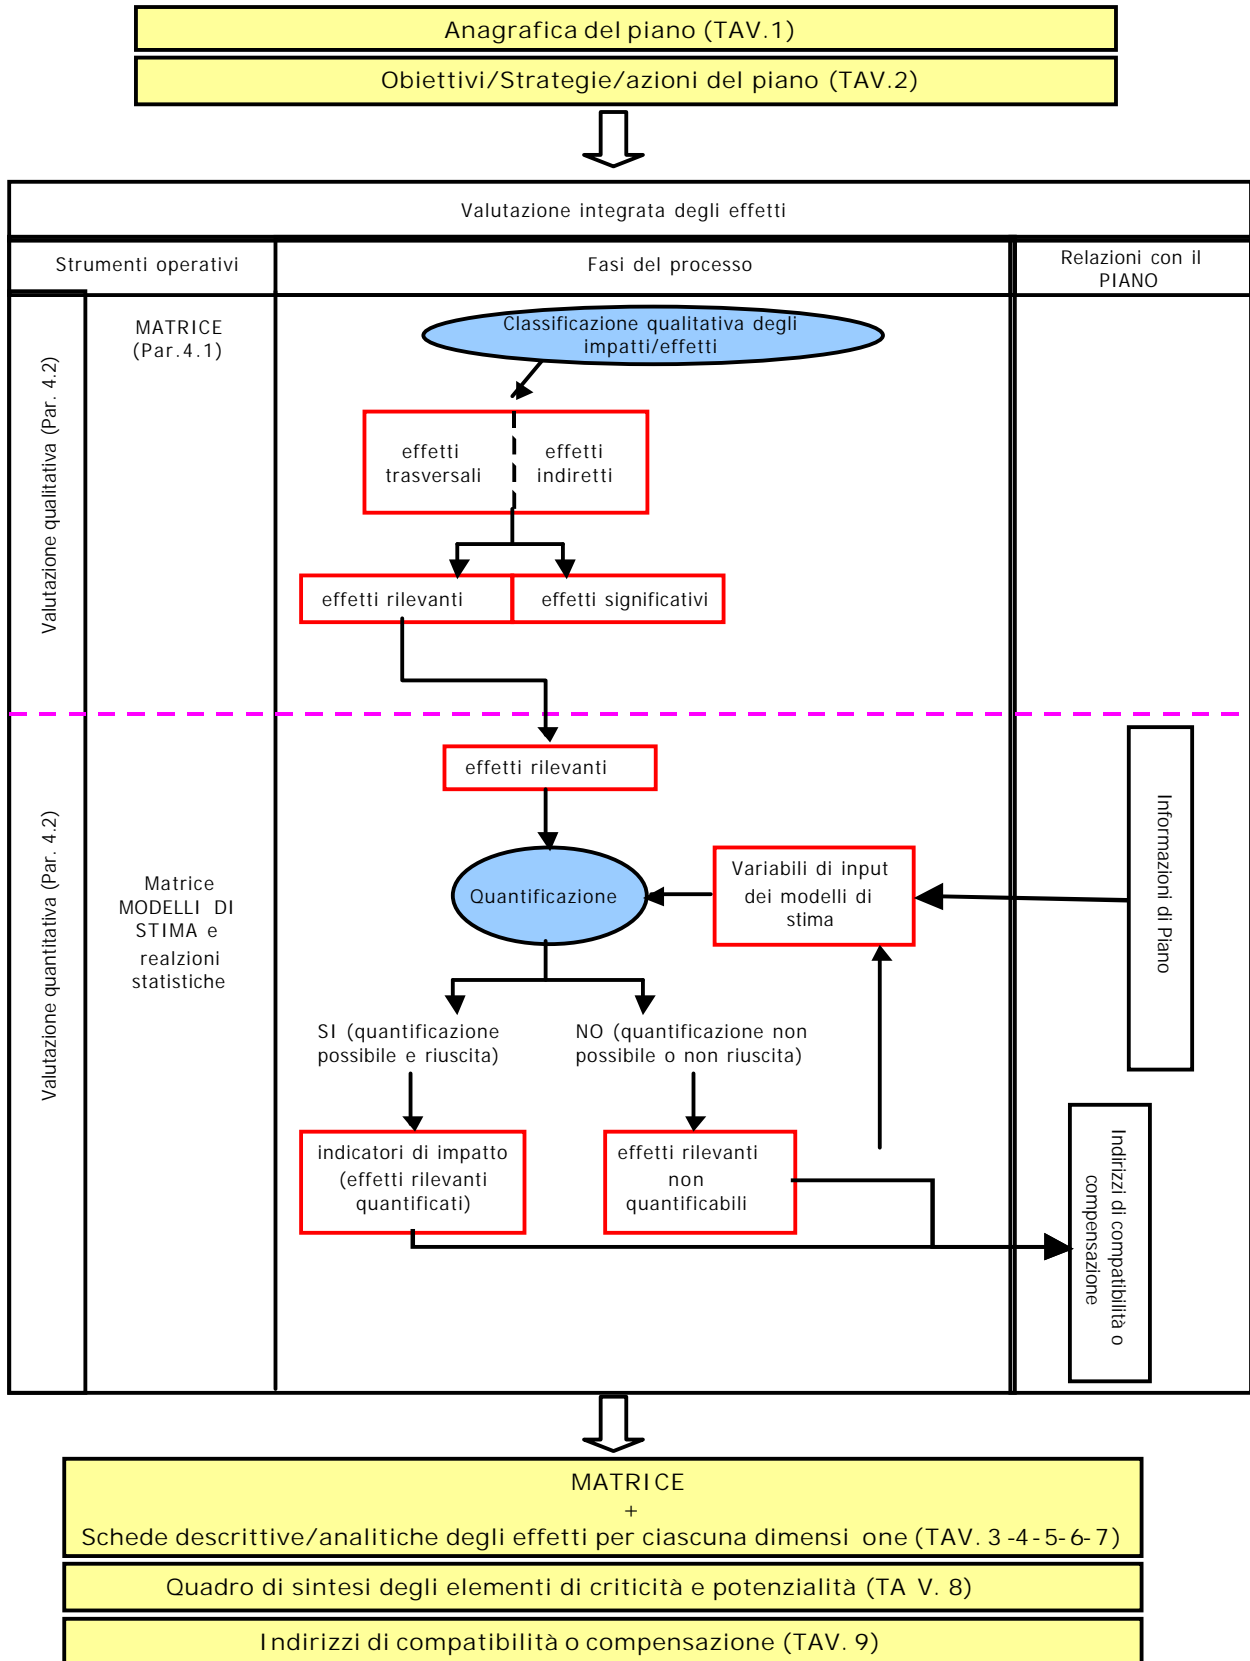 Anagrafica del piano (TAV.1)
Obiettivi/Strategie/azioni del piano (TAV.2)
Valutazione integrata degli effetti
Strumenti operativi
Fasi del processo
Relazioni con il
PIANO
Valutazione qualitativa (Par. 4.2)
MATRICE
(Par.4.1)
Classificazione qualitativa degli
impatti/effetti
effetti
trasversali
effetti
indiretti
effetti rilevanti
effetti significativi
Valutazione quantitativa (Par. 4.2)
Matrice
MODELLI DI
STIMA e
realzioni
statistiche
effetti rilevanti
Quantificazione
Variabili di input
dei modelli di
stima
Informazioni di Piano
SI (quantificazione
possibile e riuscita)
NO (quantificazione non
possibile o non riuscita)
indicatori di impatto
(effetti rilevanti
quantificati)
effetti rilevanti
non
quantificabili
Indirizzi di compatibilità o
compensazione
MATRICE
+
Schede descrittive/analitiche degli effetti per ciascuna dimensi one (TAV. 3 -4-5-6-7)
Quadro di sintesi degli elementi di criticità e potenzialità (TA V. 8)
Indirizzi di compatibilità o compensazione (TAV. 9)